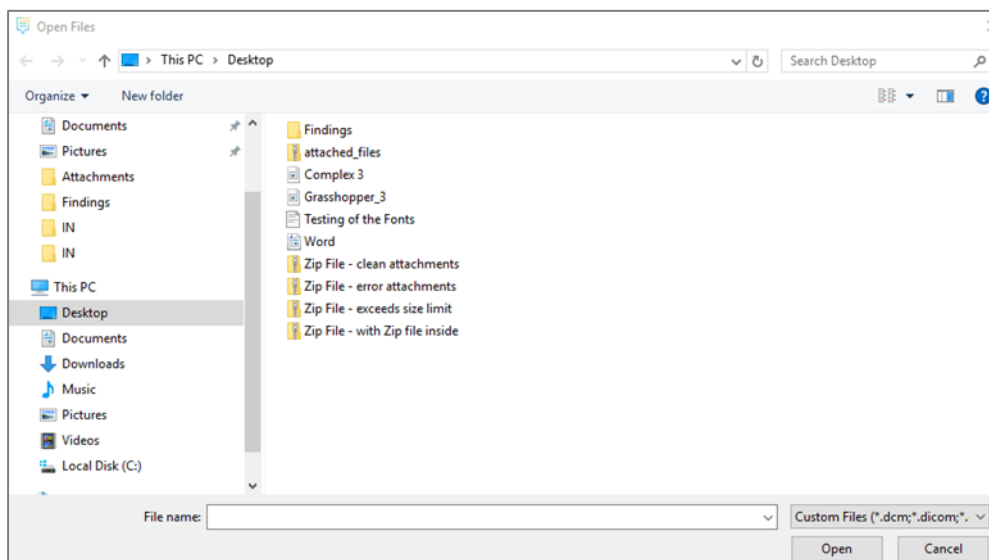 Open Files
This PC > Desktop
Search Desktop
Organize
New folder
Documents
Pictures
Attachments
Findings
IN
IN
This PC
Desktop
Documents
Downloads
Music
Pictures
Videos
Local Disk (C:)
Findings
attached_files
Complex 3
Grasshopper_3
Testing of the Fonts
Word
Zip File - clean attachments
Zip File - error attachments
Zip File - exceeds size limit
Zip File - with Zip file inside
File name:
Custom Files (*.dcm;*.dicom;*.
Open Cancel